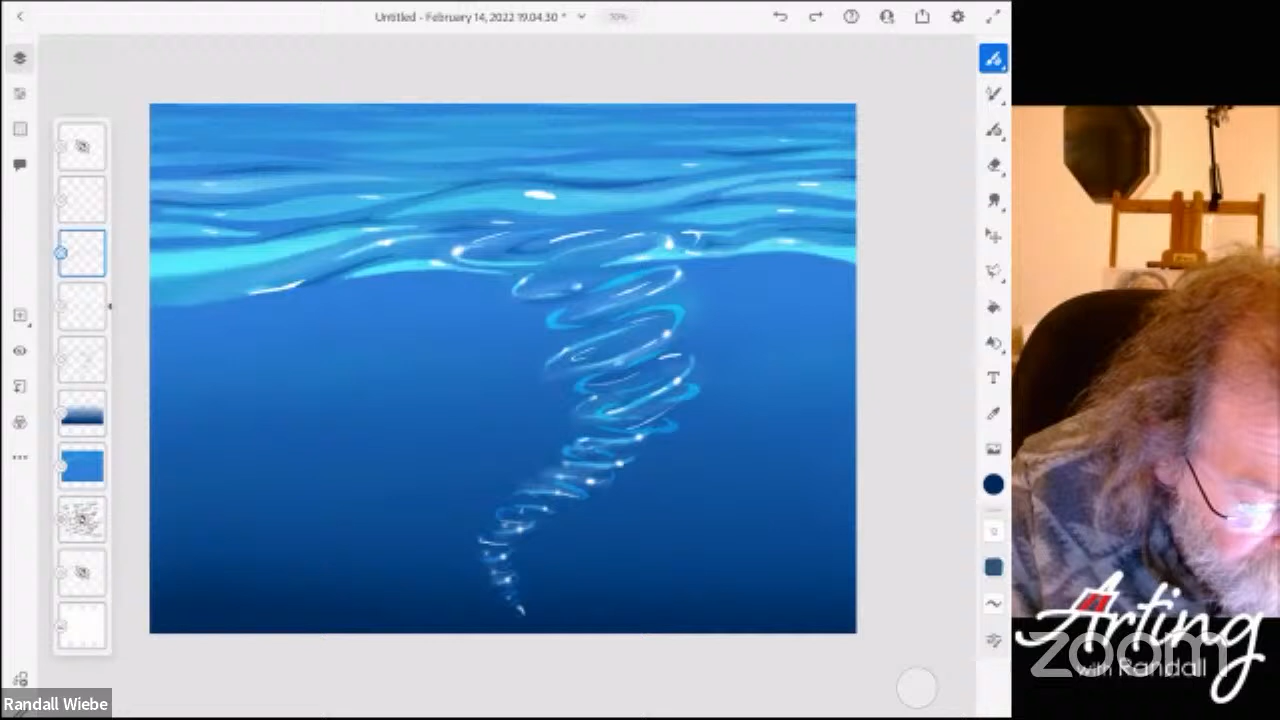 Untitled - February 14, 2022 19.04.30 *
T
Arting
zoom
with Randall
Randall Wiebe